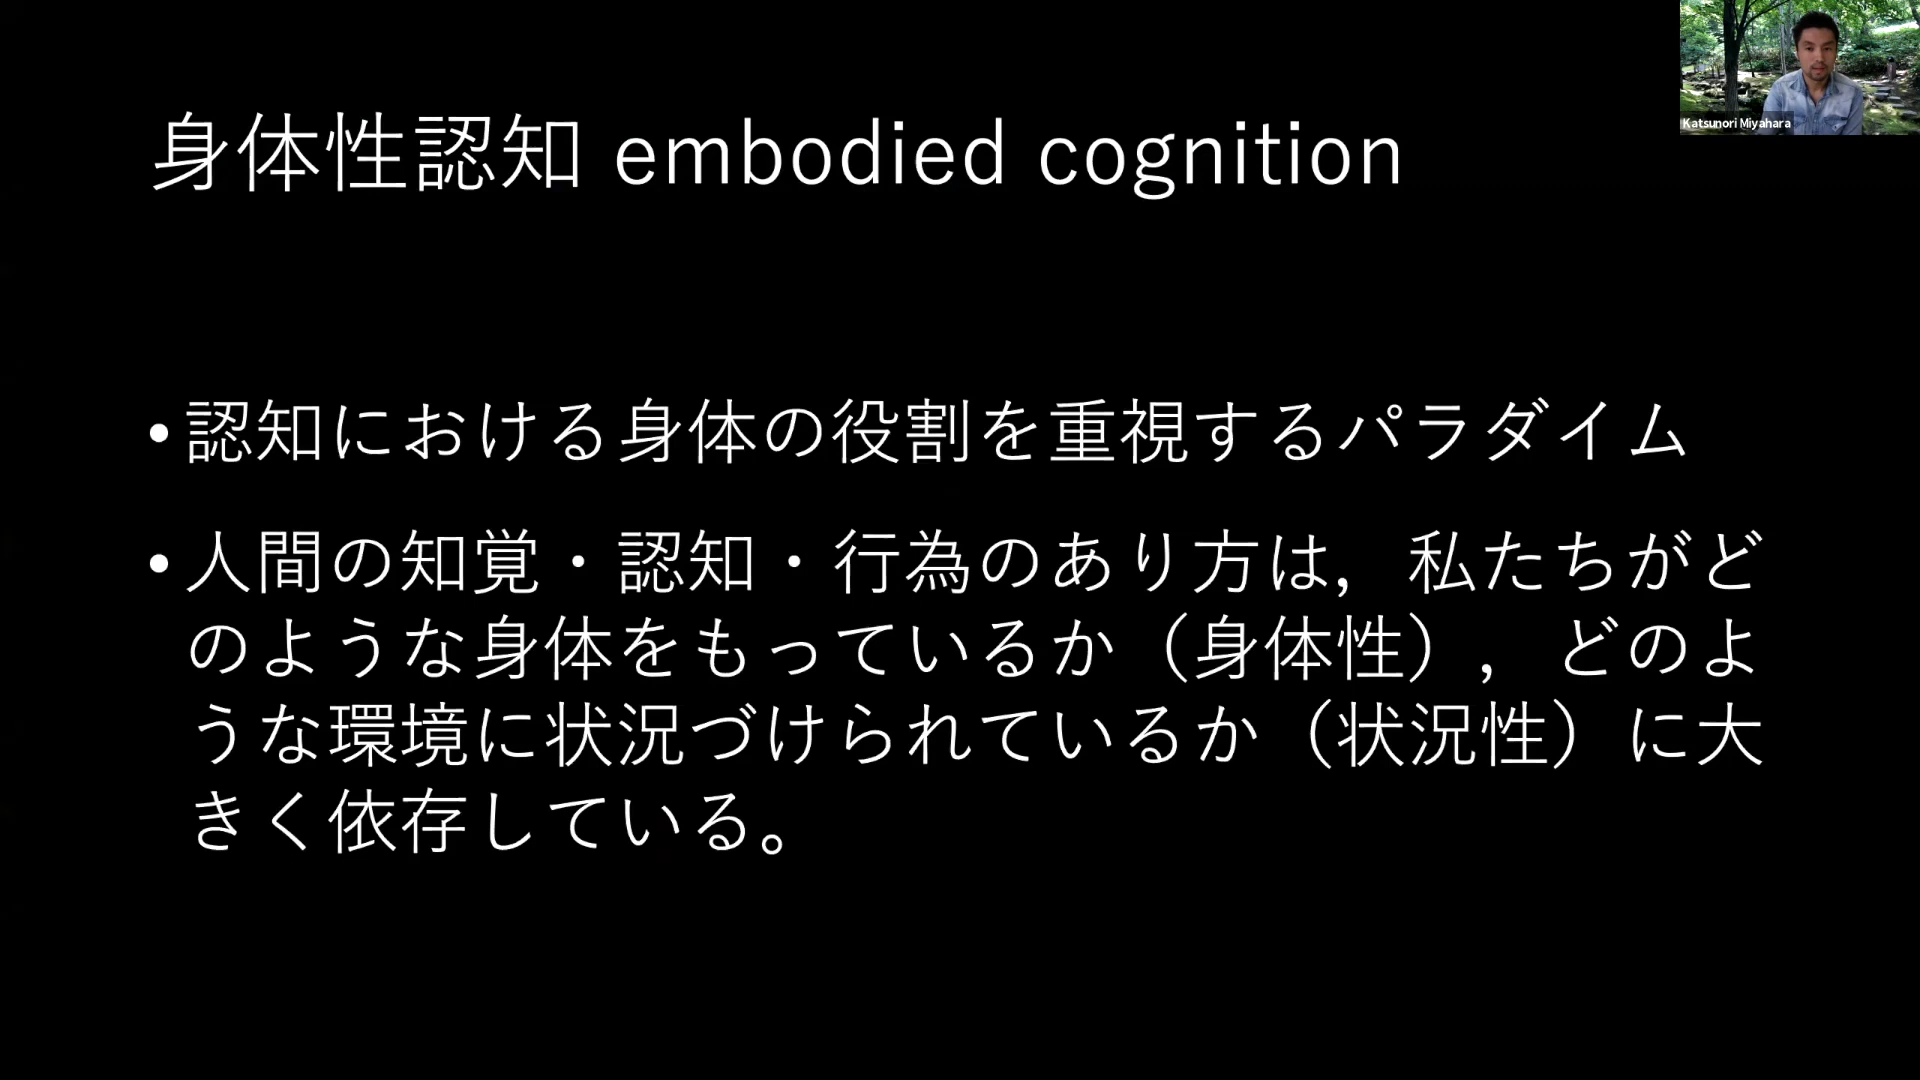 身体性認知 embodied cognition
Katsunori Miyahara
• 認知における身体の役割を重視するパラダイム
• 人間の知覚・認知・行為のあり方は，私たちがど
のような身体をもっているか（身体性），どのよ
うな環境に状況づけられているか（状況性）に大
きく依存している。